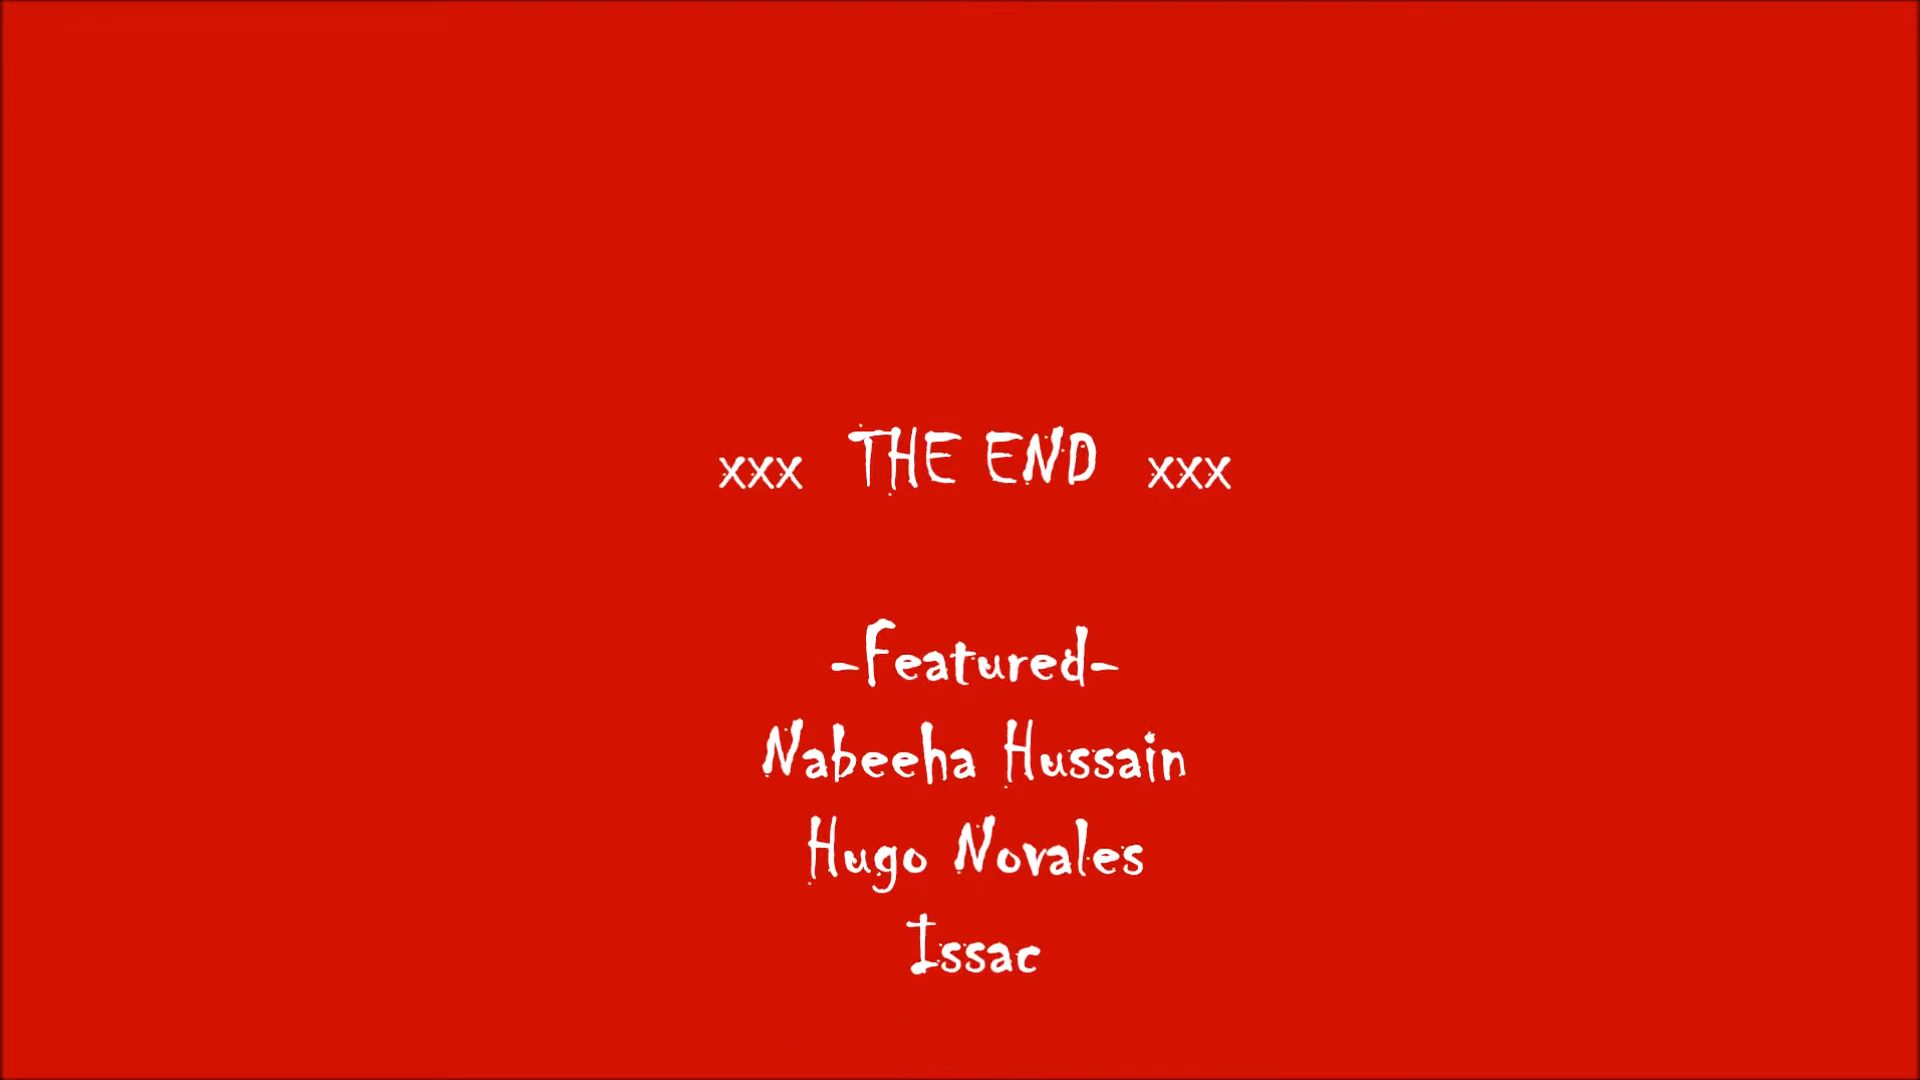 xxx THE END xxx
-Featured-
Nabeeha Hussain
Hugo Novales
Issac